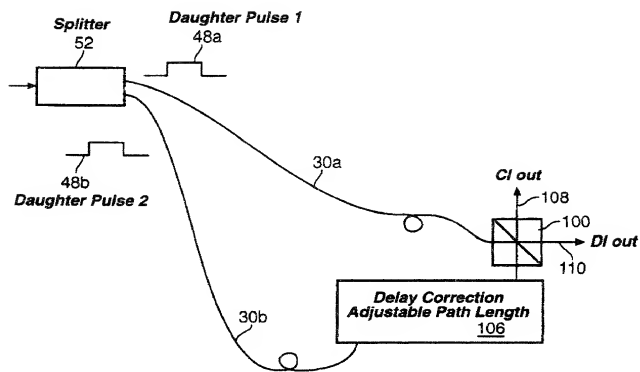 Splitter
52
Daughter Pulse 1
48a
48b
Daughter Pulse 2
30a
CI out
108
100
DI out
110
Delay Correction
Adjustable Path Length
106
30b